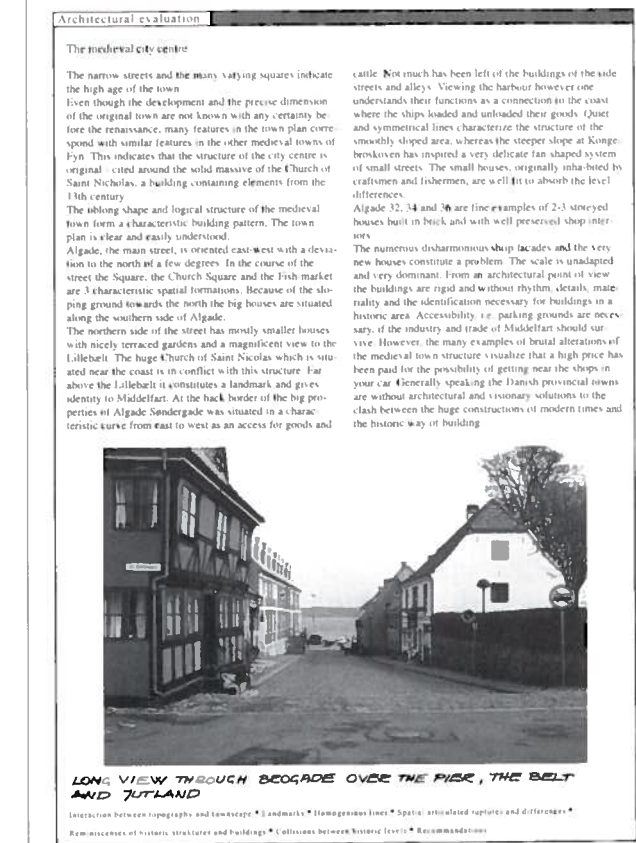 Architectural evaluation
The medieval city centre
The narrow streets and the many varying squares indicate
the high age of the town
Even though the development and the precise dimension
of the original town are not known with any certainty be-
fore the renaissance, many features in the town plan corre-
spond with similar features in the other medieval towns of
Fyn. This indicates that the structure of the city centre is
original - cited around the solid massive of the Church of
Saint Nicholas, a building containing elements from the
13th century
The oblong shape and logical structure of the medieval
town form a characteristic building pattern. The town
plan is clear and easily understood.
Algade, the main street, is oriented east-west with a devia-
tion to the north of a few degrees. In the course of the
street the Square, the Church Square and the Fish-market
are 3 characteristic spatial formations. Because of the slo-
ping ground towards the north the big houses are situated
along the southern side of Algade.
The northern side of the street has mostly smaller houses
with nicely terraced gardens and a magnificent view to the
Lillebælt. The huge Church of Saint Nicolas which is situ-
ated near the coast is in conflict with this structure. Far
above the Lillebælt it constitutes a landmark and gives
identity to Middelfart. At the back border of the big pro-
perties of Algade Søndergade was situated in a charac-
teristic curve from east to west as an access for goods and
cattle. Not much has been left of the buildings of the side
streets and alleys. Viewing the harbour however one
understands their functions as a connection to the coast
where the ships loaded and unloaded their goods. Quiet
and symmetrical lines characterize the structure of the
smoothly sloped area, whereas the steeper slope at Konge-
broskoven has inspired a very delicate fan shaped system
of small streets. The small houses, originally inha-bited by
craftsmen and fishermen, are well fit to absorb the level
differences.
Algade 32, 34 and 36 are fine examples of 2-3 storeyed
houses built in brick and with well preserved shop inter-
iors
The numerous disharmonious shop facades and the very
new houses constitute a problem. The scale is unadapted
and very dominant. From an architectural point of view
the buildings are rigid and without rhythm, details, mate-
riality and the identification necessary for buildings in a
historic area. Accessibility, i.e. parking grounds are neces-
sary, if the industry and trade of Middelfart should sur-
vive. However, the many examples of brutal alterations of
the medieval town structure visualize that a high price has
been paid for the possibility of getting near the shops in
your car. Generally speaking the Danish provincial towns
are without architectural and visionary solutions to the
clash between the huge constructions of modern times and
the historic way of building
LONG VIEW THROUGH BEOGADE OVER THE PIER, THE BELT
AND JUTLAND
Interaction between topography and townscape * Landmarks * Homogenious lines * Spatial articulated ruptures and differences *
Reminiscenses of historic struktures and buildings * Collisions between historic levels * Recommandations